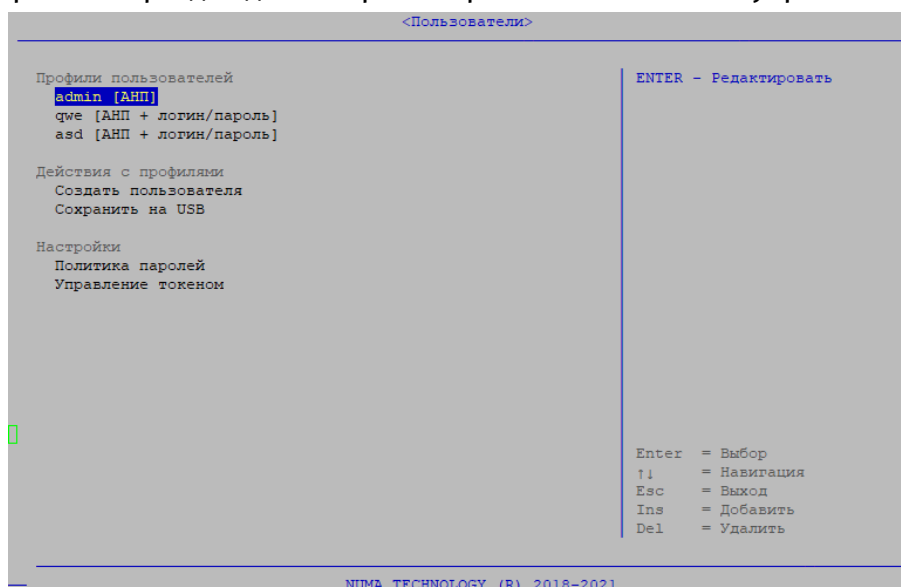 <Пользователи>
Профили пользователей
admin [АНП]
qwe [АНП + логин/пароль]
asd [АНП + логин/пароль]
Действия с профилями
Создать пользователя
Сохранить на USB
Настройки
Политика паролей
Управление токеном
ENTER - Редактировать
Enter = Выбор
↑↓ = Навигация
Esc = Выход
Ins = Добавить
Del = Удалить
NUMA TECHNOLOGY (R) 2018-2021